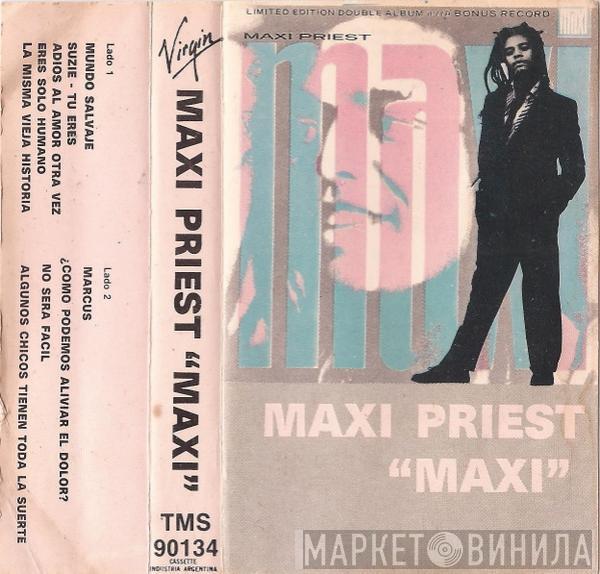 Lado 1
MUNDO SALVAJE
SUZIE - TU ERES
ADIOS AL AMOR OTRA VEZ
ERES SOLO HUMANO
LA MISMA VIEJA HISTORIA
Lado 2
MARCUS
¿COMO PODEMOS ALIVIAR EL DOLOR?
NO SERA FACIL
ALGUNOS CHICOS TIENEN TODA LA SUERTE
Virgin
MAXI PRIEST "MAXI"
TMS
90134
CASSETTE
INDUSTRIA ARGENTINA
LIMITED EDITION DOUBLE ALBUM with BONUS RECORD
maxi
MAXI PRIEST
maxi
MAXI PRIEST
"MAXI"
МАРКЕТ ВИНИЛА